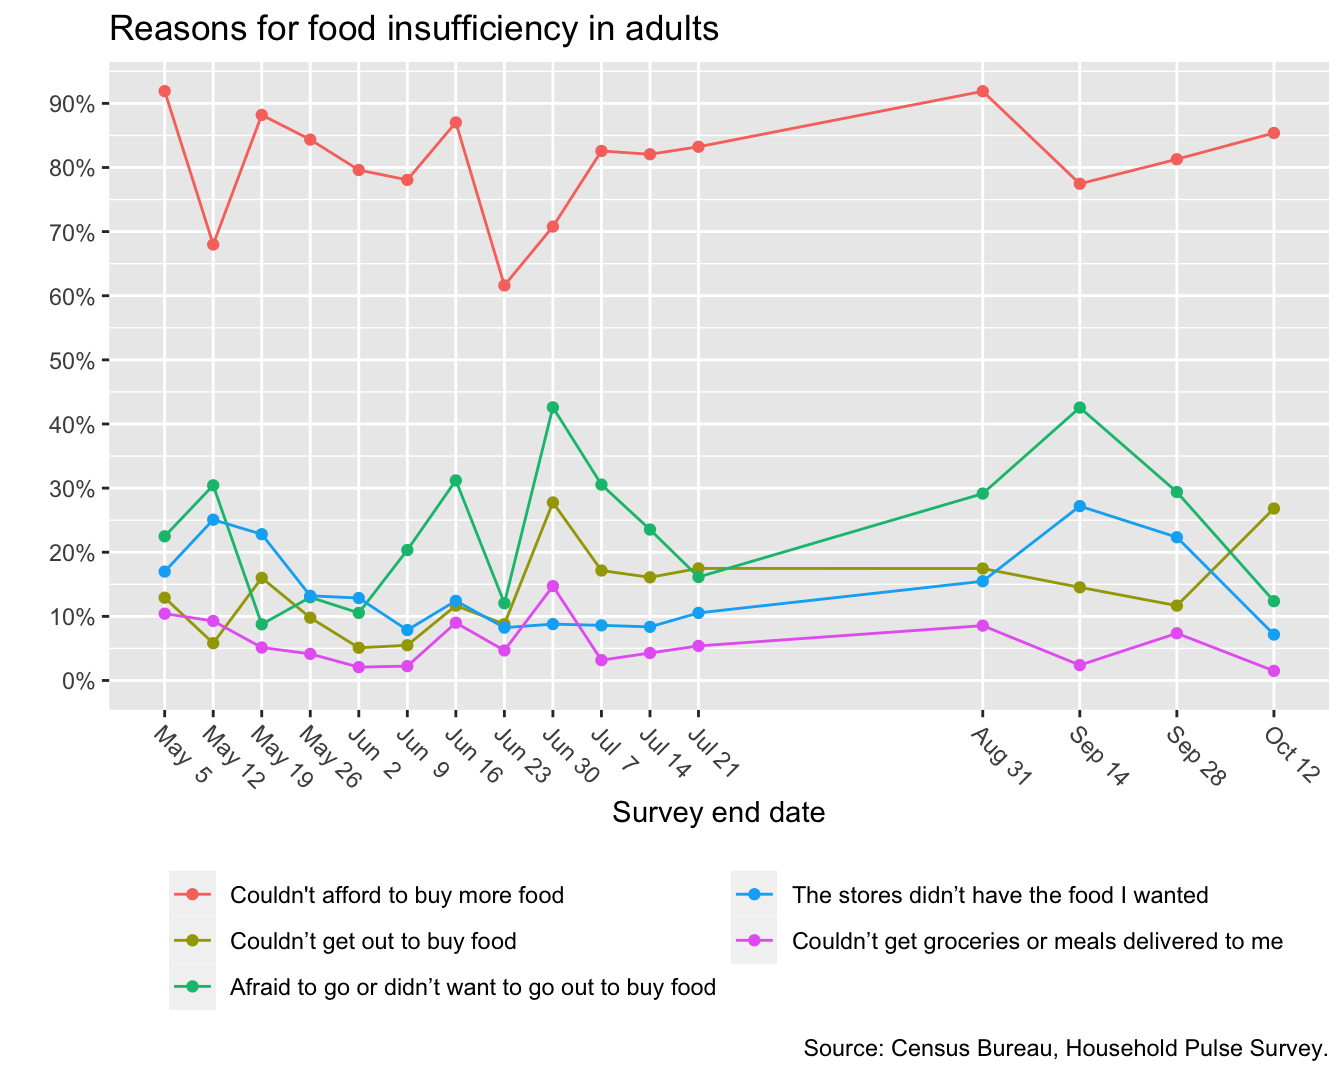 Reasons for food insufficiency in adults
90%
80%
70%
60%
50%
40%
30%
20%
10%
0%
May 5
May 12
May 19
May 26
Jun 2
Jun 9
Jun 16
Jun 23
Jun 30
Jul 7
Jul 14
Jul 21
Aug 31
Sep 14
Sep 28
Oct 12
Survey end date
Couldn't afford to buy more food
Couldn’t get out to buy food
Afraid to go or didn’t want to go out to buy food
The stores didn’t have the food I wanted
Couldn’t get groceries or meals delivered to me
Source: Census Bureau, Household Pulse Survey.